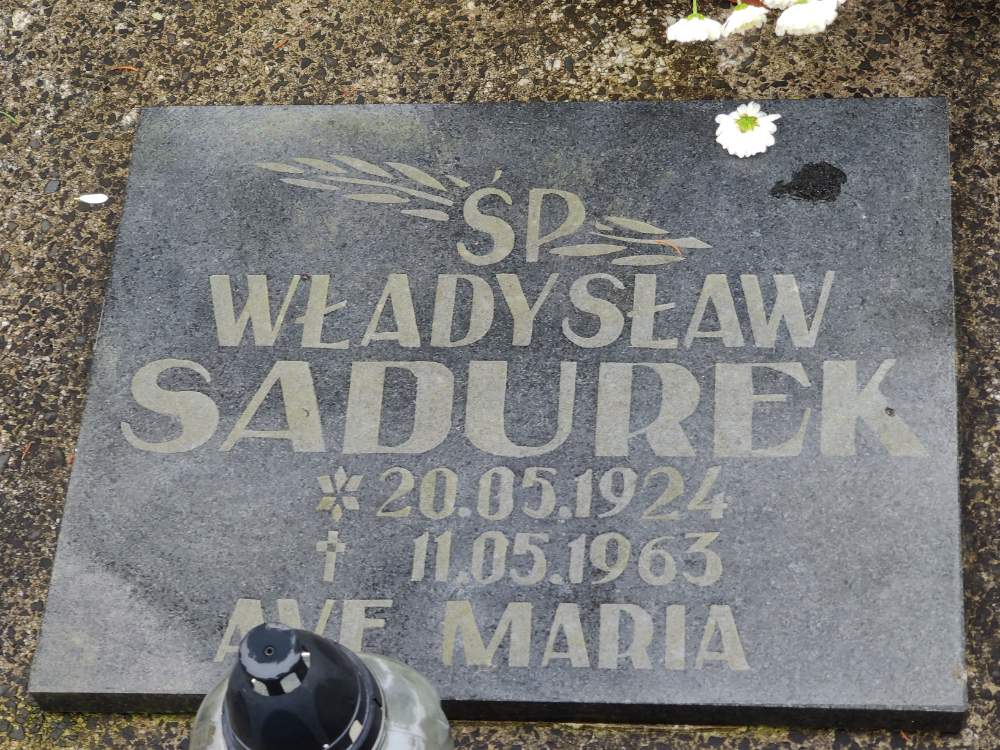 ŚP
WŁADYSŁAW
SADUREK
20.05.1924
11.05.1963
AVE MARIA